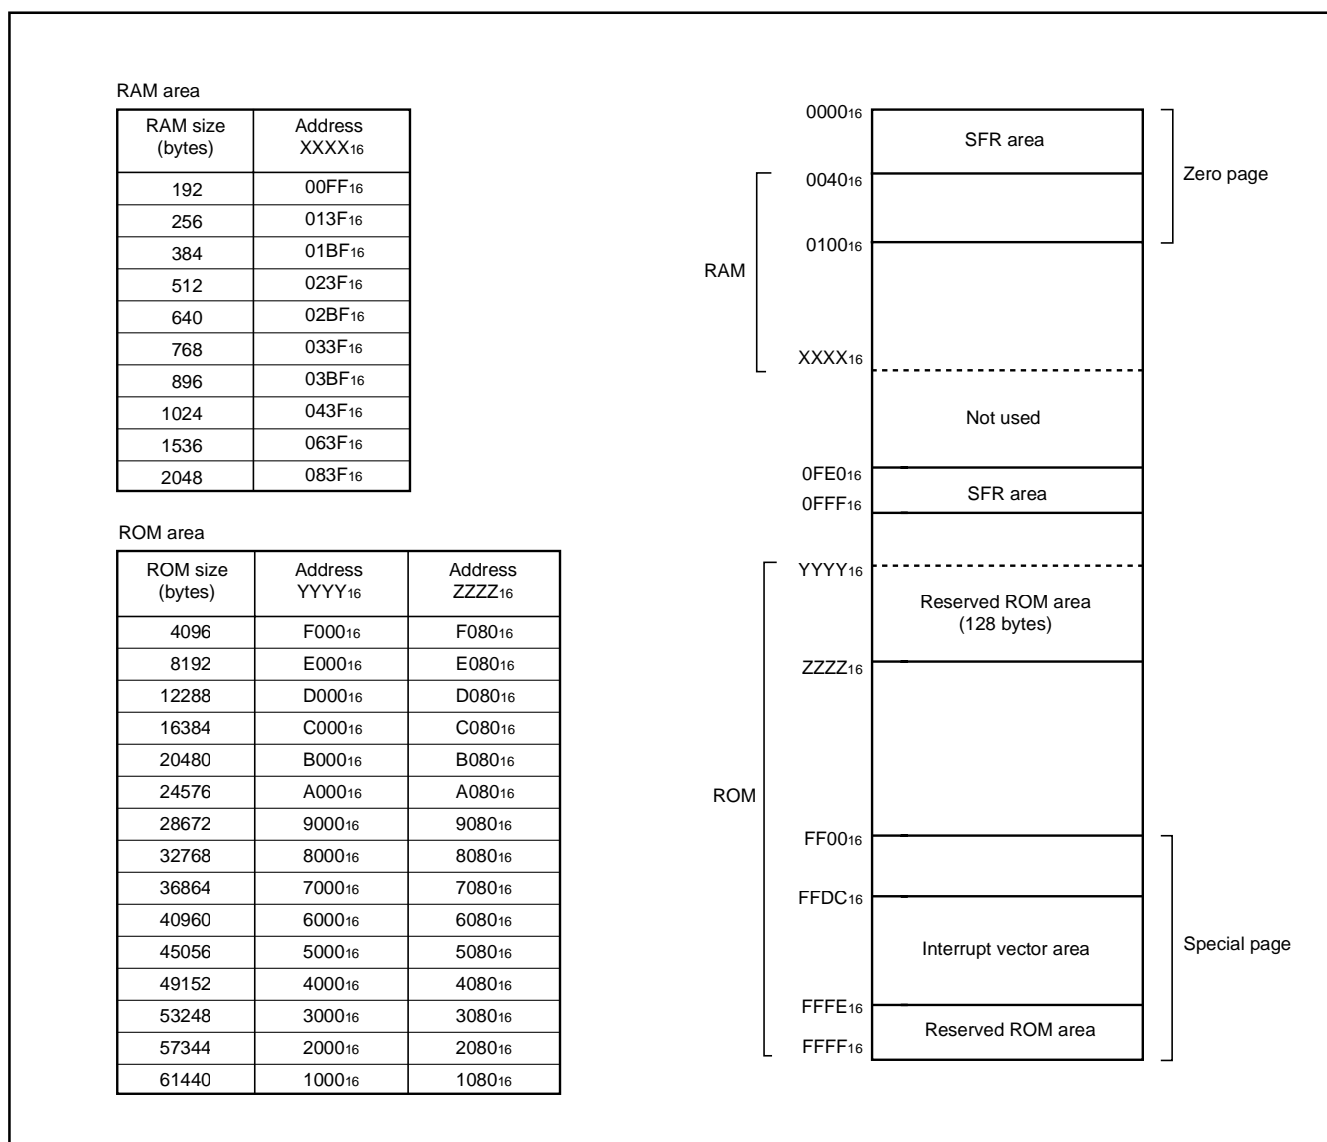 RAM area
RAM size (bytes) Address XXXX16
192 00FF16
256 013F16
384 01BF16
512 023F16
640 02BF16
768 033F16
896 03BF16
1024 043F16
1536 063F16
2048 083F16
ROM area
ROM size (bytes) Address YYYY16 Address ZZZZ16
4096 F00016 F08016
8192 E00016 E08016
12288 D00016 D08016
16384 C00016 C08016
20480 B00016 B08016
24576 A00016 A08016
28672 900016 908016
32768 800016 808016
36864 700016 708016
40960 600016 608016
45056 500016 508016
49152 400016 408016
53248 300016 308016
57344 200016 208016
61440 100016 108016
000016
SFR area
Zero page
004016
010016
RAM
XXXX16
Not used
0FE016
SFR area
0FFF16
YYYY16
Reserved ROM area
(128 bytes)
ZZZZ16
ROM
FF0016
FFDC16
Interrupt vector area
Special page
FFFE16
Reserved ROM area
FFFF16